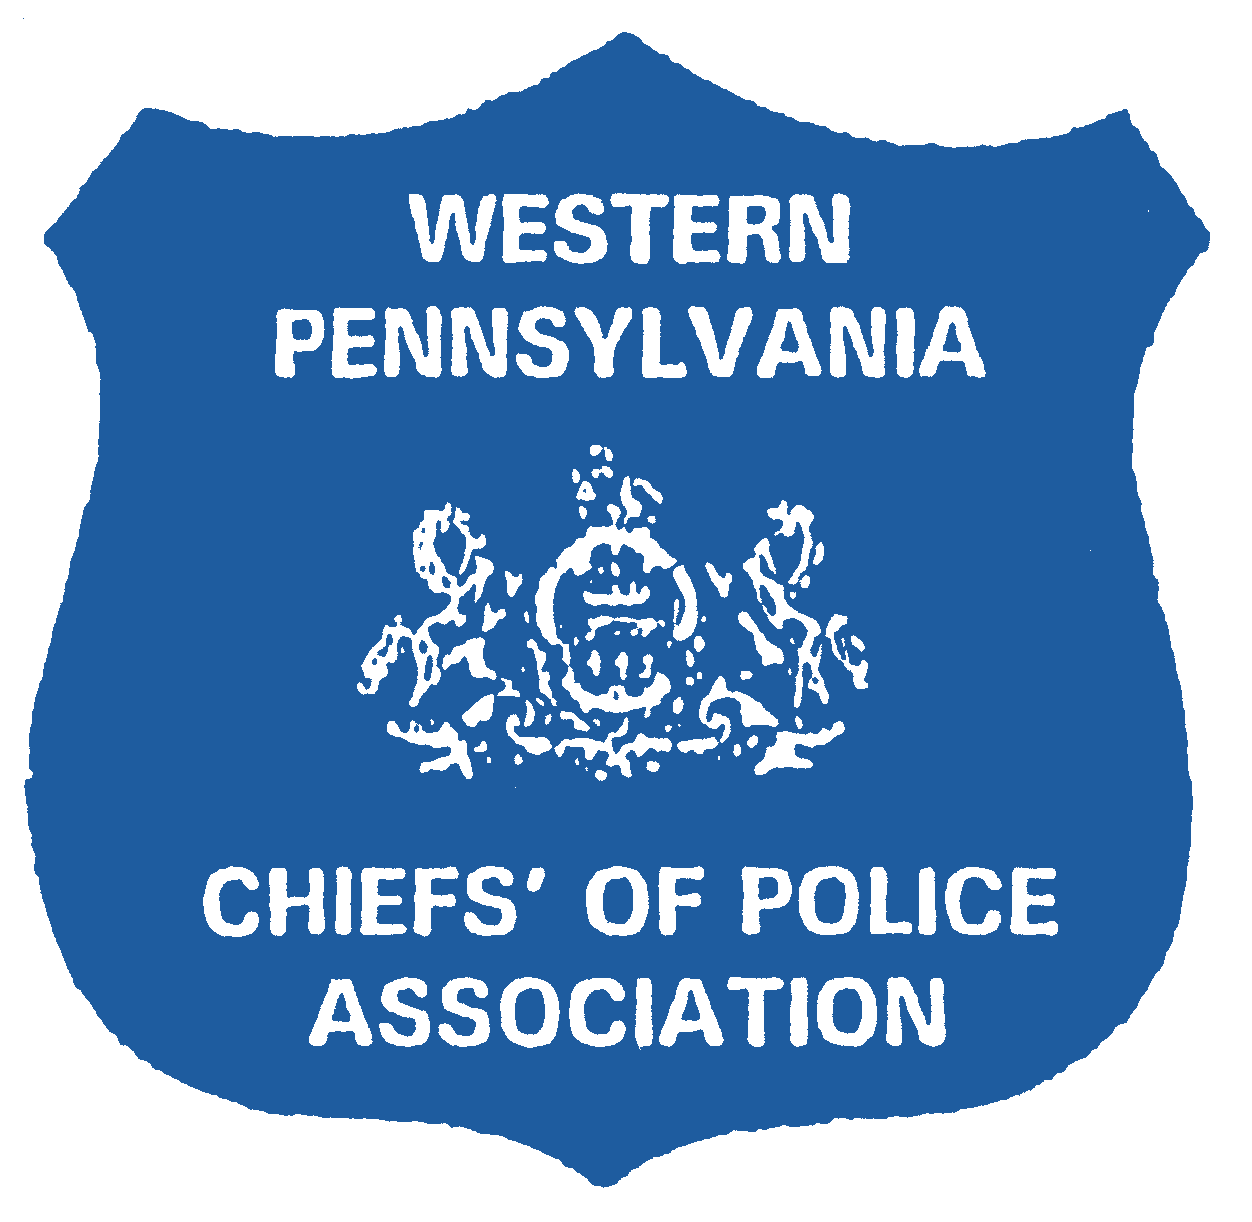 WESTERN
PENNSYLVANIA
CHIEFS' OF POLICE
ASSOCIATION